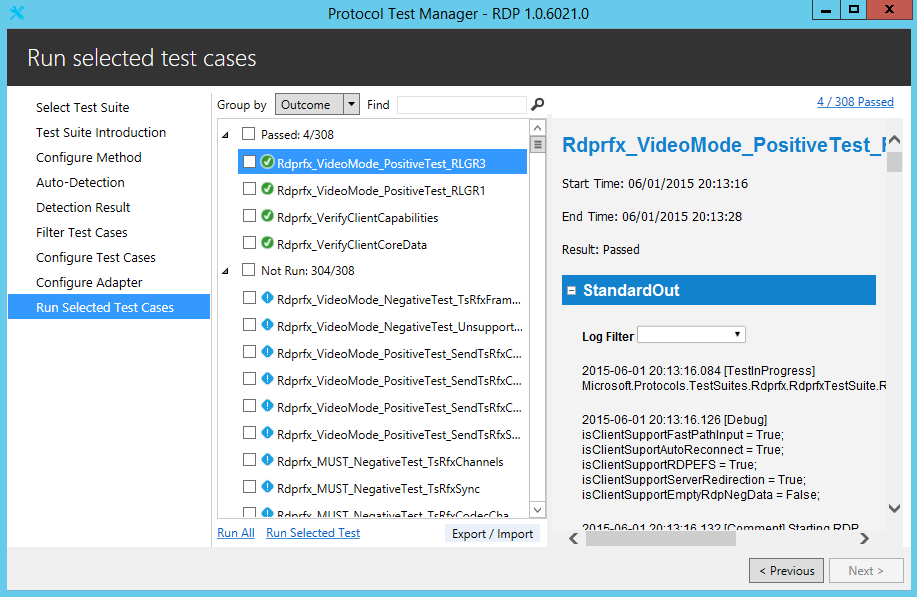 Protocol Test Manager - RDP 1.0.6021.0
Run selected test cases
Select Test Suite
Test Suite Introduction
Configure Method
Auto-Detection
Detection Result
Filter Test Cases
Configure Test Cases
Configure Adapter
Run Selected Test Cases
Group by Outcome Find
Passed: 4/308
Rdprfx_VideoMode_PositiveTest_RLGR3
Rdprfx_VideoMode_PositiveTest_RLGR1
Rdprfx_VerifyClientCapabilities
Rdprfx_VerifyClientCoreData
Not Run: 304/308
Rdprfx_VideoMode_NegativeTest_TsRfxFram...
Rdprfx_VideoMode_NegativeTest_Unsupport...
Rdprfx_VideoMode_PositiveTest_SendTsRfxC...
Rdprfx_VideoMode_PositiveTest_SendTsRfxC...
Rdprfx_VideoMode_PositiveTest_SendTsRfxC...
Rdprfx_VideoMode_PositiveTest_SendTsRfxS...
Rdprfx_MUST_NegativeTest_TsRfxChannels
Rdprfx_MUST_NegativeTest_TsRfxSync
Rdprfx_MUST_NegativeTest_TsRfxCodecCha
Run All Run Selected Test Export / Import
4 / 308 Passed
Rdprfx_VideoMode_PositiveTest_
Start Time: 06/01/2015 20:13:16
End Time: 06/01/2015 20:13:28
Result: Passed
StandardOut
Log Filter
2015-06-01 20:13:16.084 [TestInProgress]
Microsoft.Protocols.TestSuites.Rdprfx.RdprfxTestSuite.R
2015-06-01 20:13:16.126 [Debug]
isClientSupportFastPathInput = True;
isClientSupportAutoReconnect = True;
isClientSupportRDPEFS = True;
isClientSupportServerRedirection = True;
isClientSupportEmptyRdpNegData = False;
2015-06-01 20:13:16.132 [Comment] Starting RDP
< Previous Next >